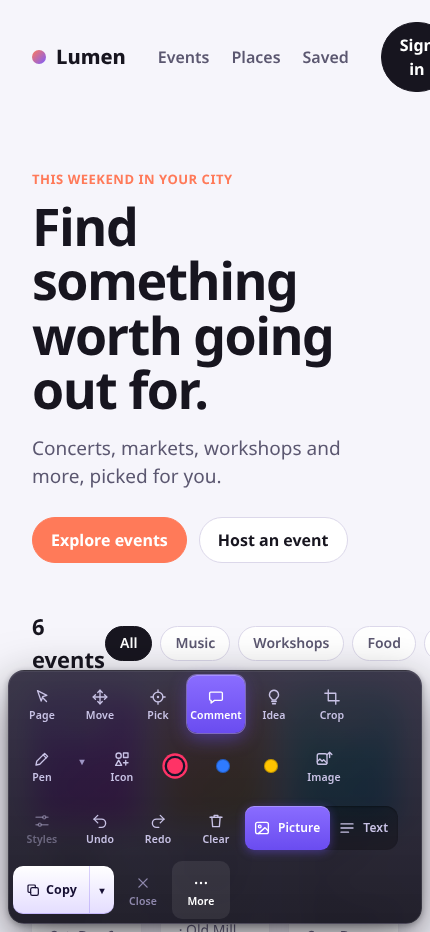 Lumen Events Places Saved Sign
in
THIS WEEKEND IN YOUR CITY
Find
something
worth going
out for.
Concerts, markets, workshops and
more, picked for you.
Explore events Host an event
6
events
All Music Workshops Food
Page Move Pick Comment Idea Crop
Pen Icon Image
Styles Undo Redo Clear Picture Text
Copy Close More
· Old Mill